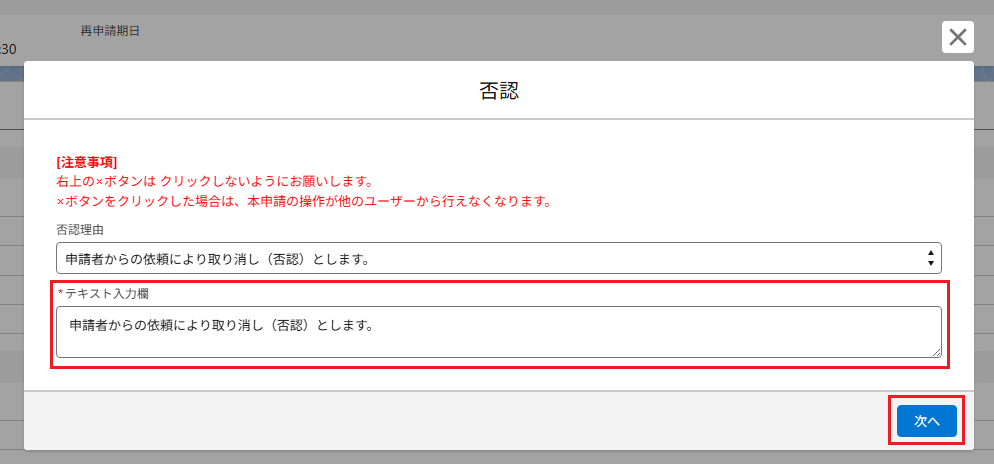 再申請期日
:30
否認
[注意事項]
右上の×ボタンは クリックしないようにお願いします。
×ボタンをクリックした場合は、本申請の操作が他のユーザーから行えなくなります。
否認理由
申請者からの依頼により取り消し（否認）とします。
*テキスト入力欄
申請者からの依頼により取り消し（否認）とします。
次へ